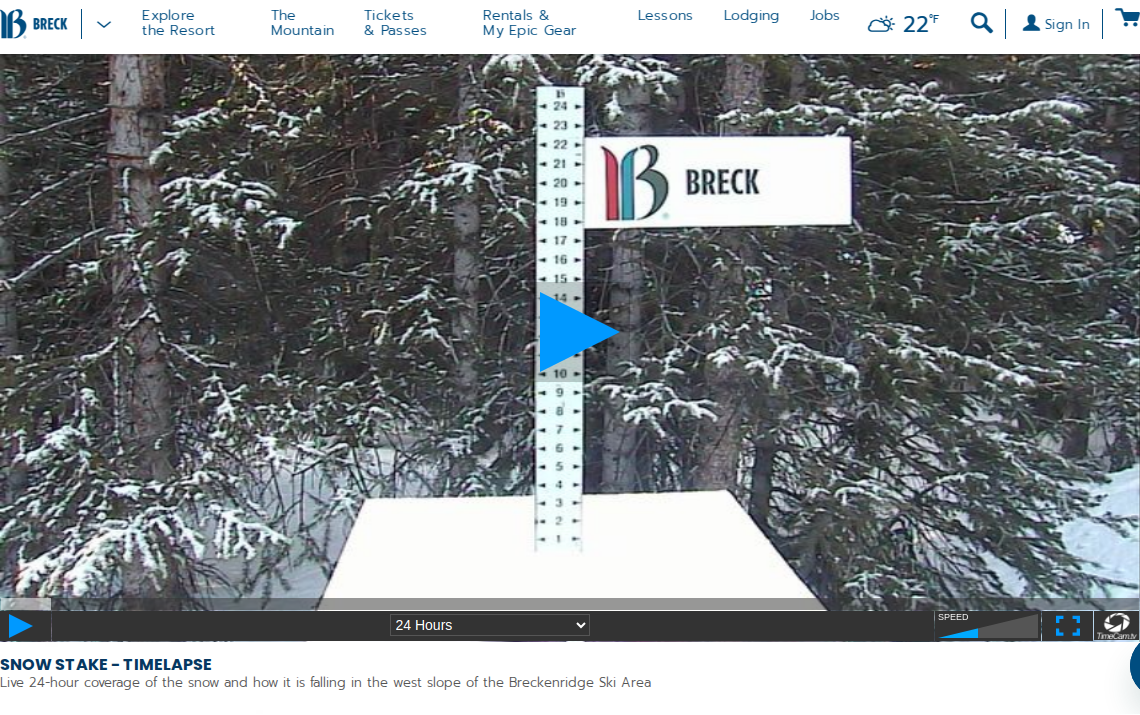 BRECK
Explore
the Resort
The
Mountain
Tickets
& Passes
Rentals &
My Epic Gear
Lessons
Lodging
Jobs
22°F
Sign In
24
23
22
21
20
19
18
17
16
15
14
10
9
8
7
6
5
4
3
2
1
BRECK
24 Hours
SPEED
TimeCam.tv
SNOW STAKE - TIMELAPSE
Live 24-hour coverage of the snow and how it is falling in the west slope of the Breckenridge Ski Area